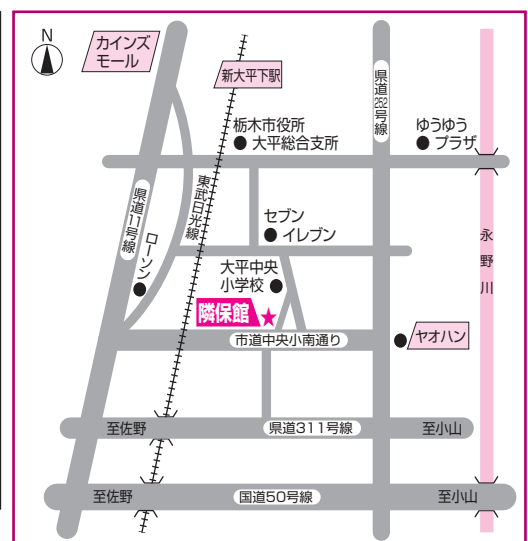 N
カインズ
モール
新大平下駅
県道252号線
栃木市役所
大平総合支所
ゆうゆう
プラザ
県道11号線
東武日光線
ローソン
セブン
イレブン
永野川
大平中央
小学校
隣保館
市道中央小南通り
ヤオハン
至佐野
県道311号線
至小山
至佐野
国道50号線
至小山